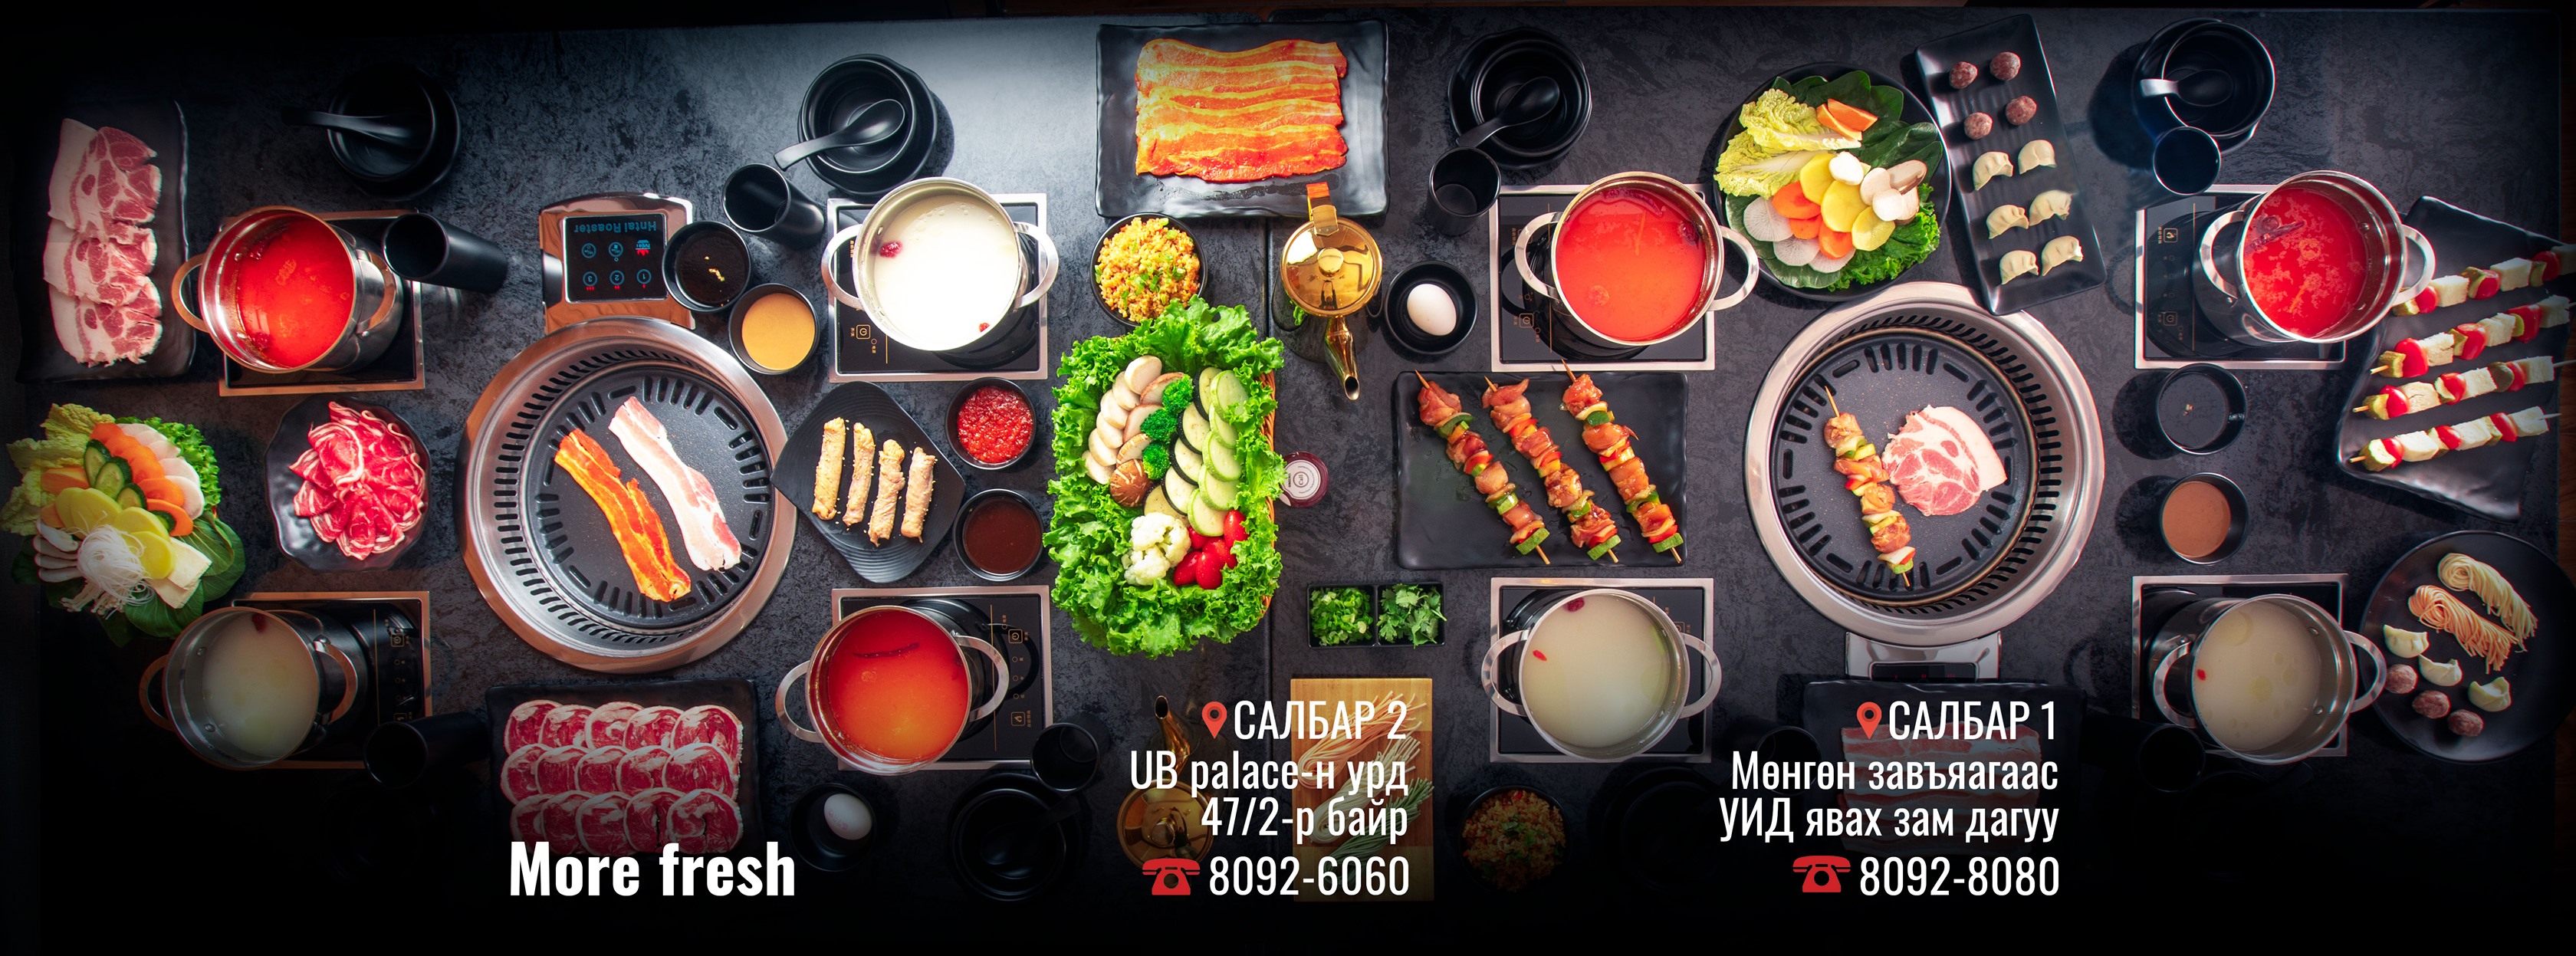 Hntai Roaster
More fresh
САЛБАР 2
UB palace-н урд
47/2-р байр
8092-6060
САЛБАР 1
Мөнгөн завъяагаас
УИД явах зам дагуу
8092-8080